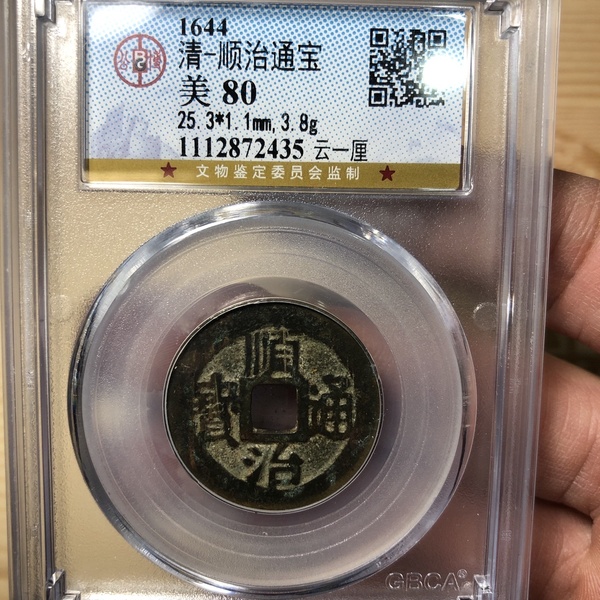 1644
清-顺治通宝
美 80
25.3*1.1mm,3.8g
1112872435 云一厘
文物鉴定委员会监制
順
治
通
寶
GBCA®